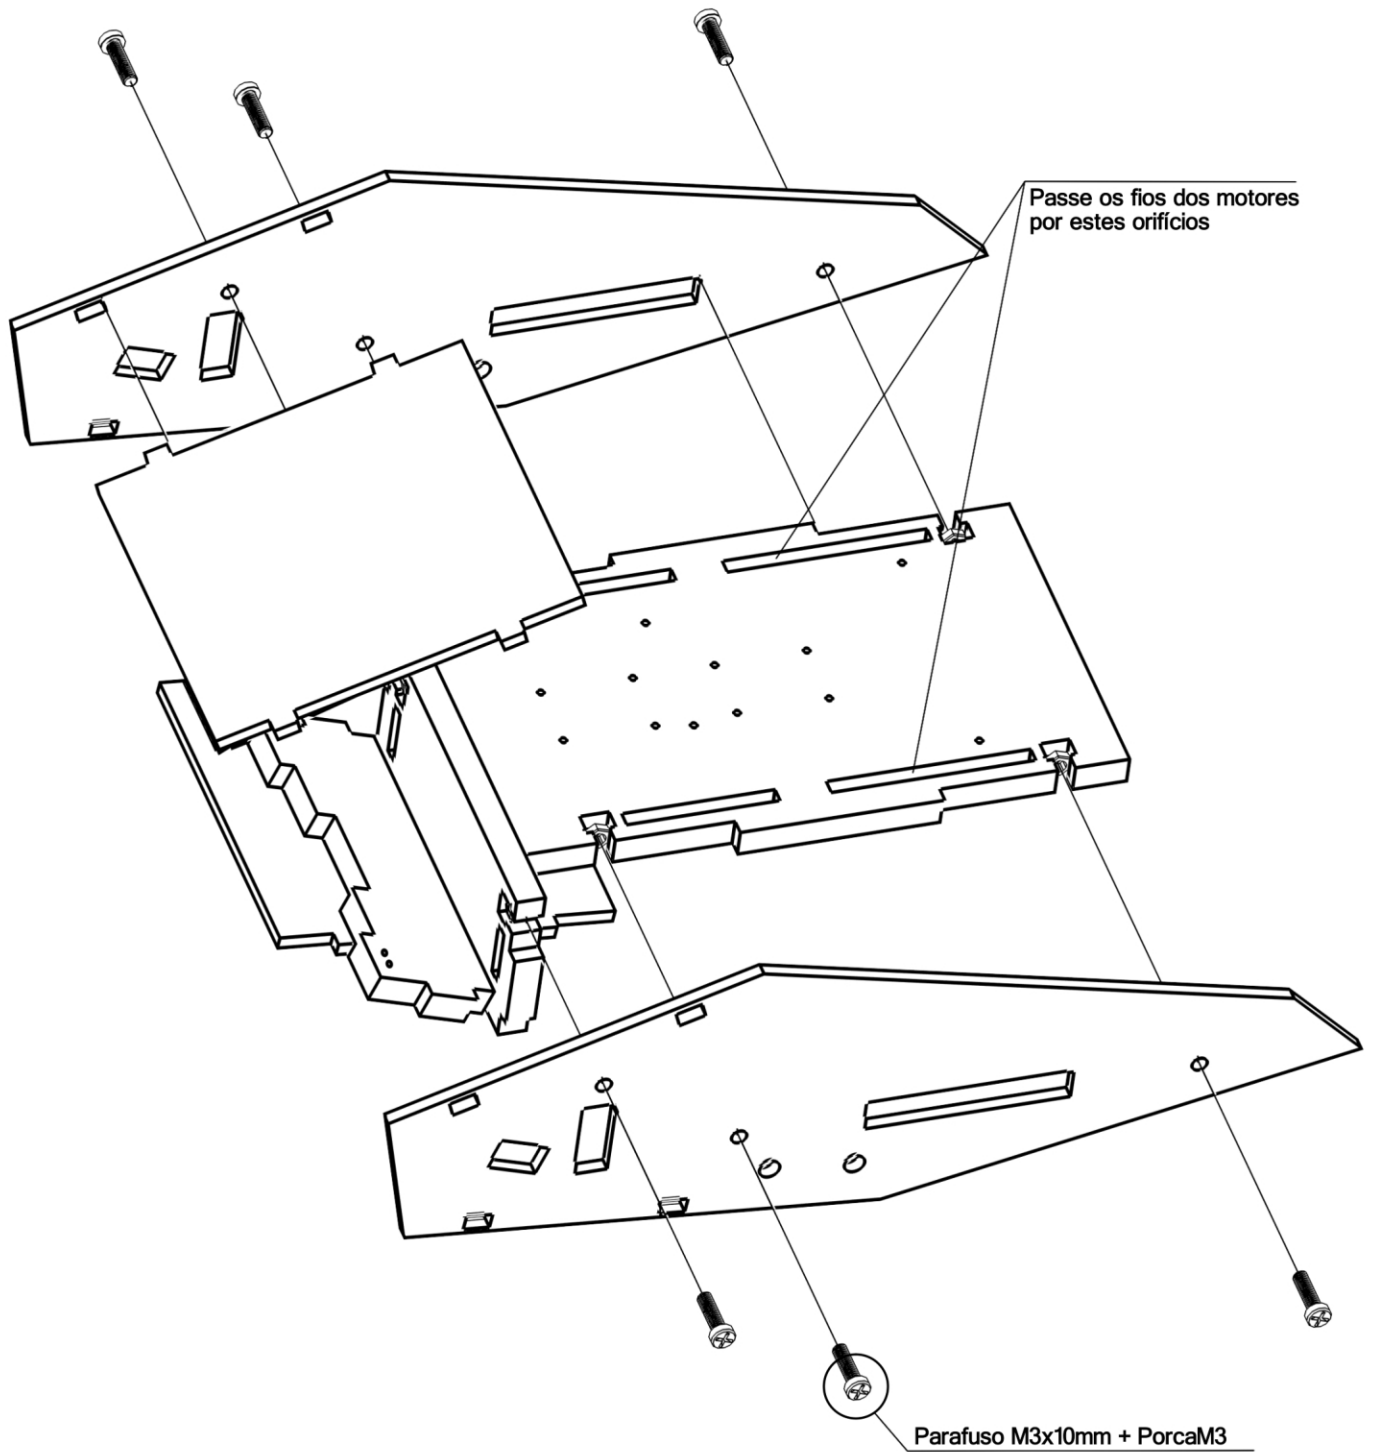 Passe os fios dos motores
por estes orifícios
Parafuso M3x10mm + PorcaM3